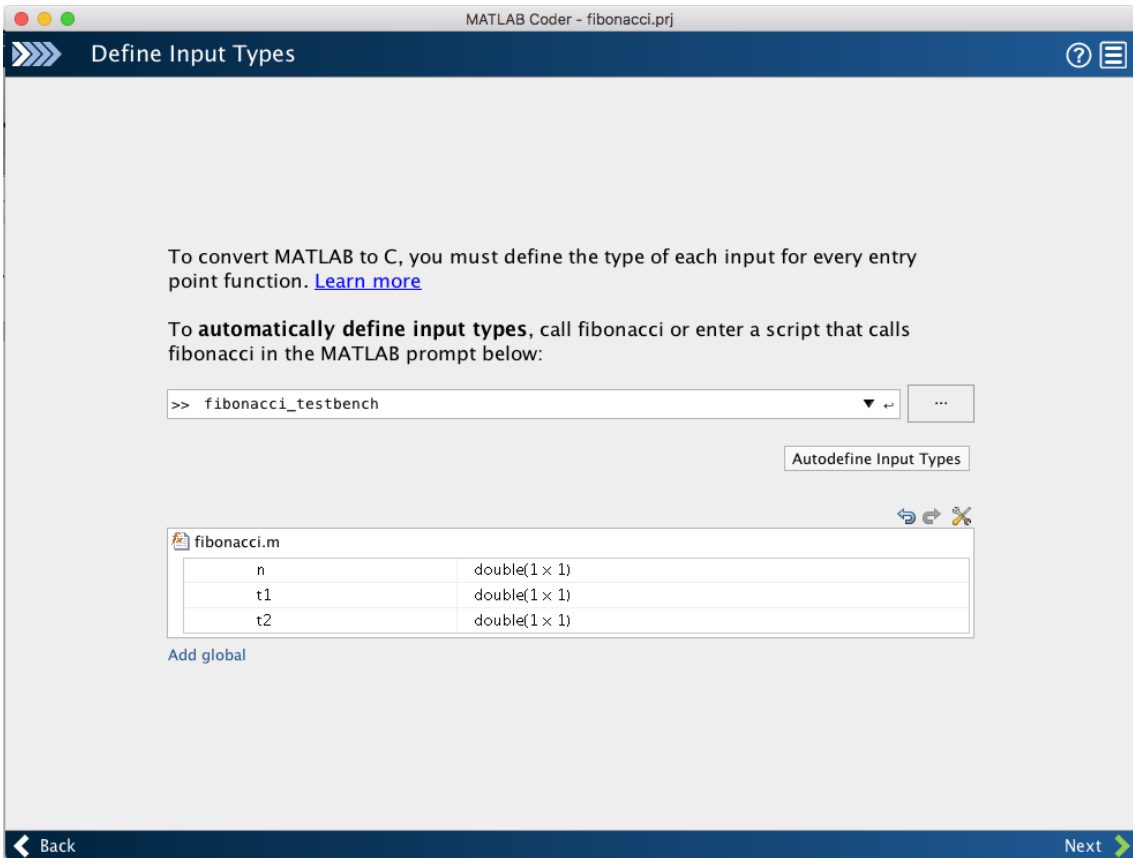 MATLAB Coder - fibonacci.prj
Define Input Types
To convert MATLAB to C, you must define the type of each input for every entry
point function. Learn more
To automatically define input types, call fibonacci or enter a script that calls
fibonacci in the MATLAB prompt below:
>> fibonacci_testbench
...
Autodefine Input Types
fibonacci.m
n double(1 × 1)
t1 double(1 × 1)
t2 double(1 × 1)
Add global
Back Next